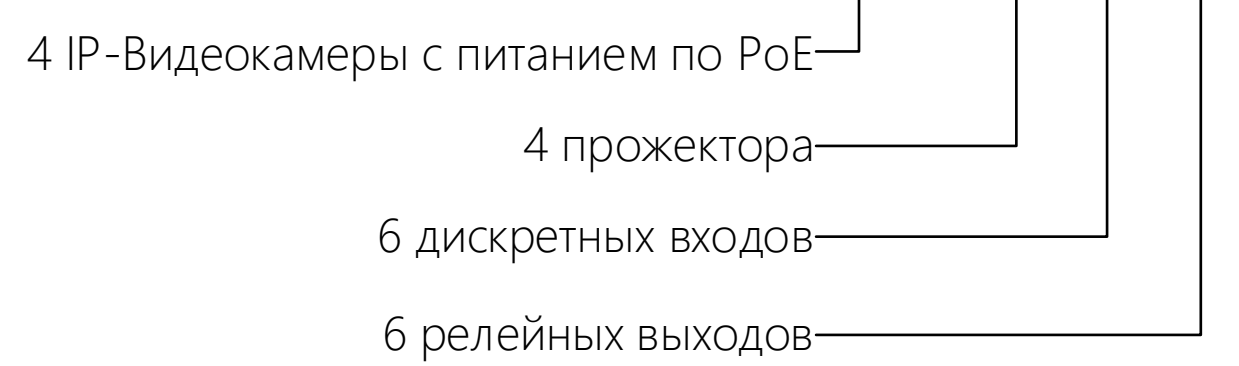 4 IP-Видеокамеры с питанием по PoE
4 прожектора
6 дискретных входов
6 релейных выходов